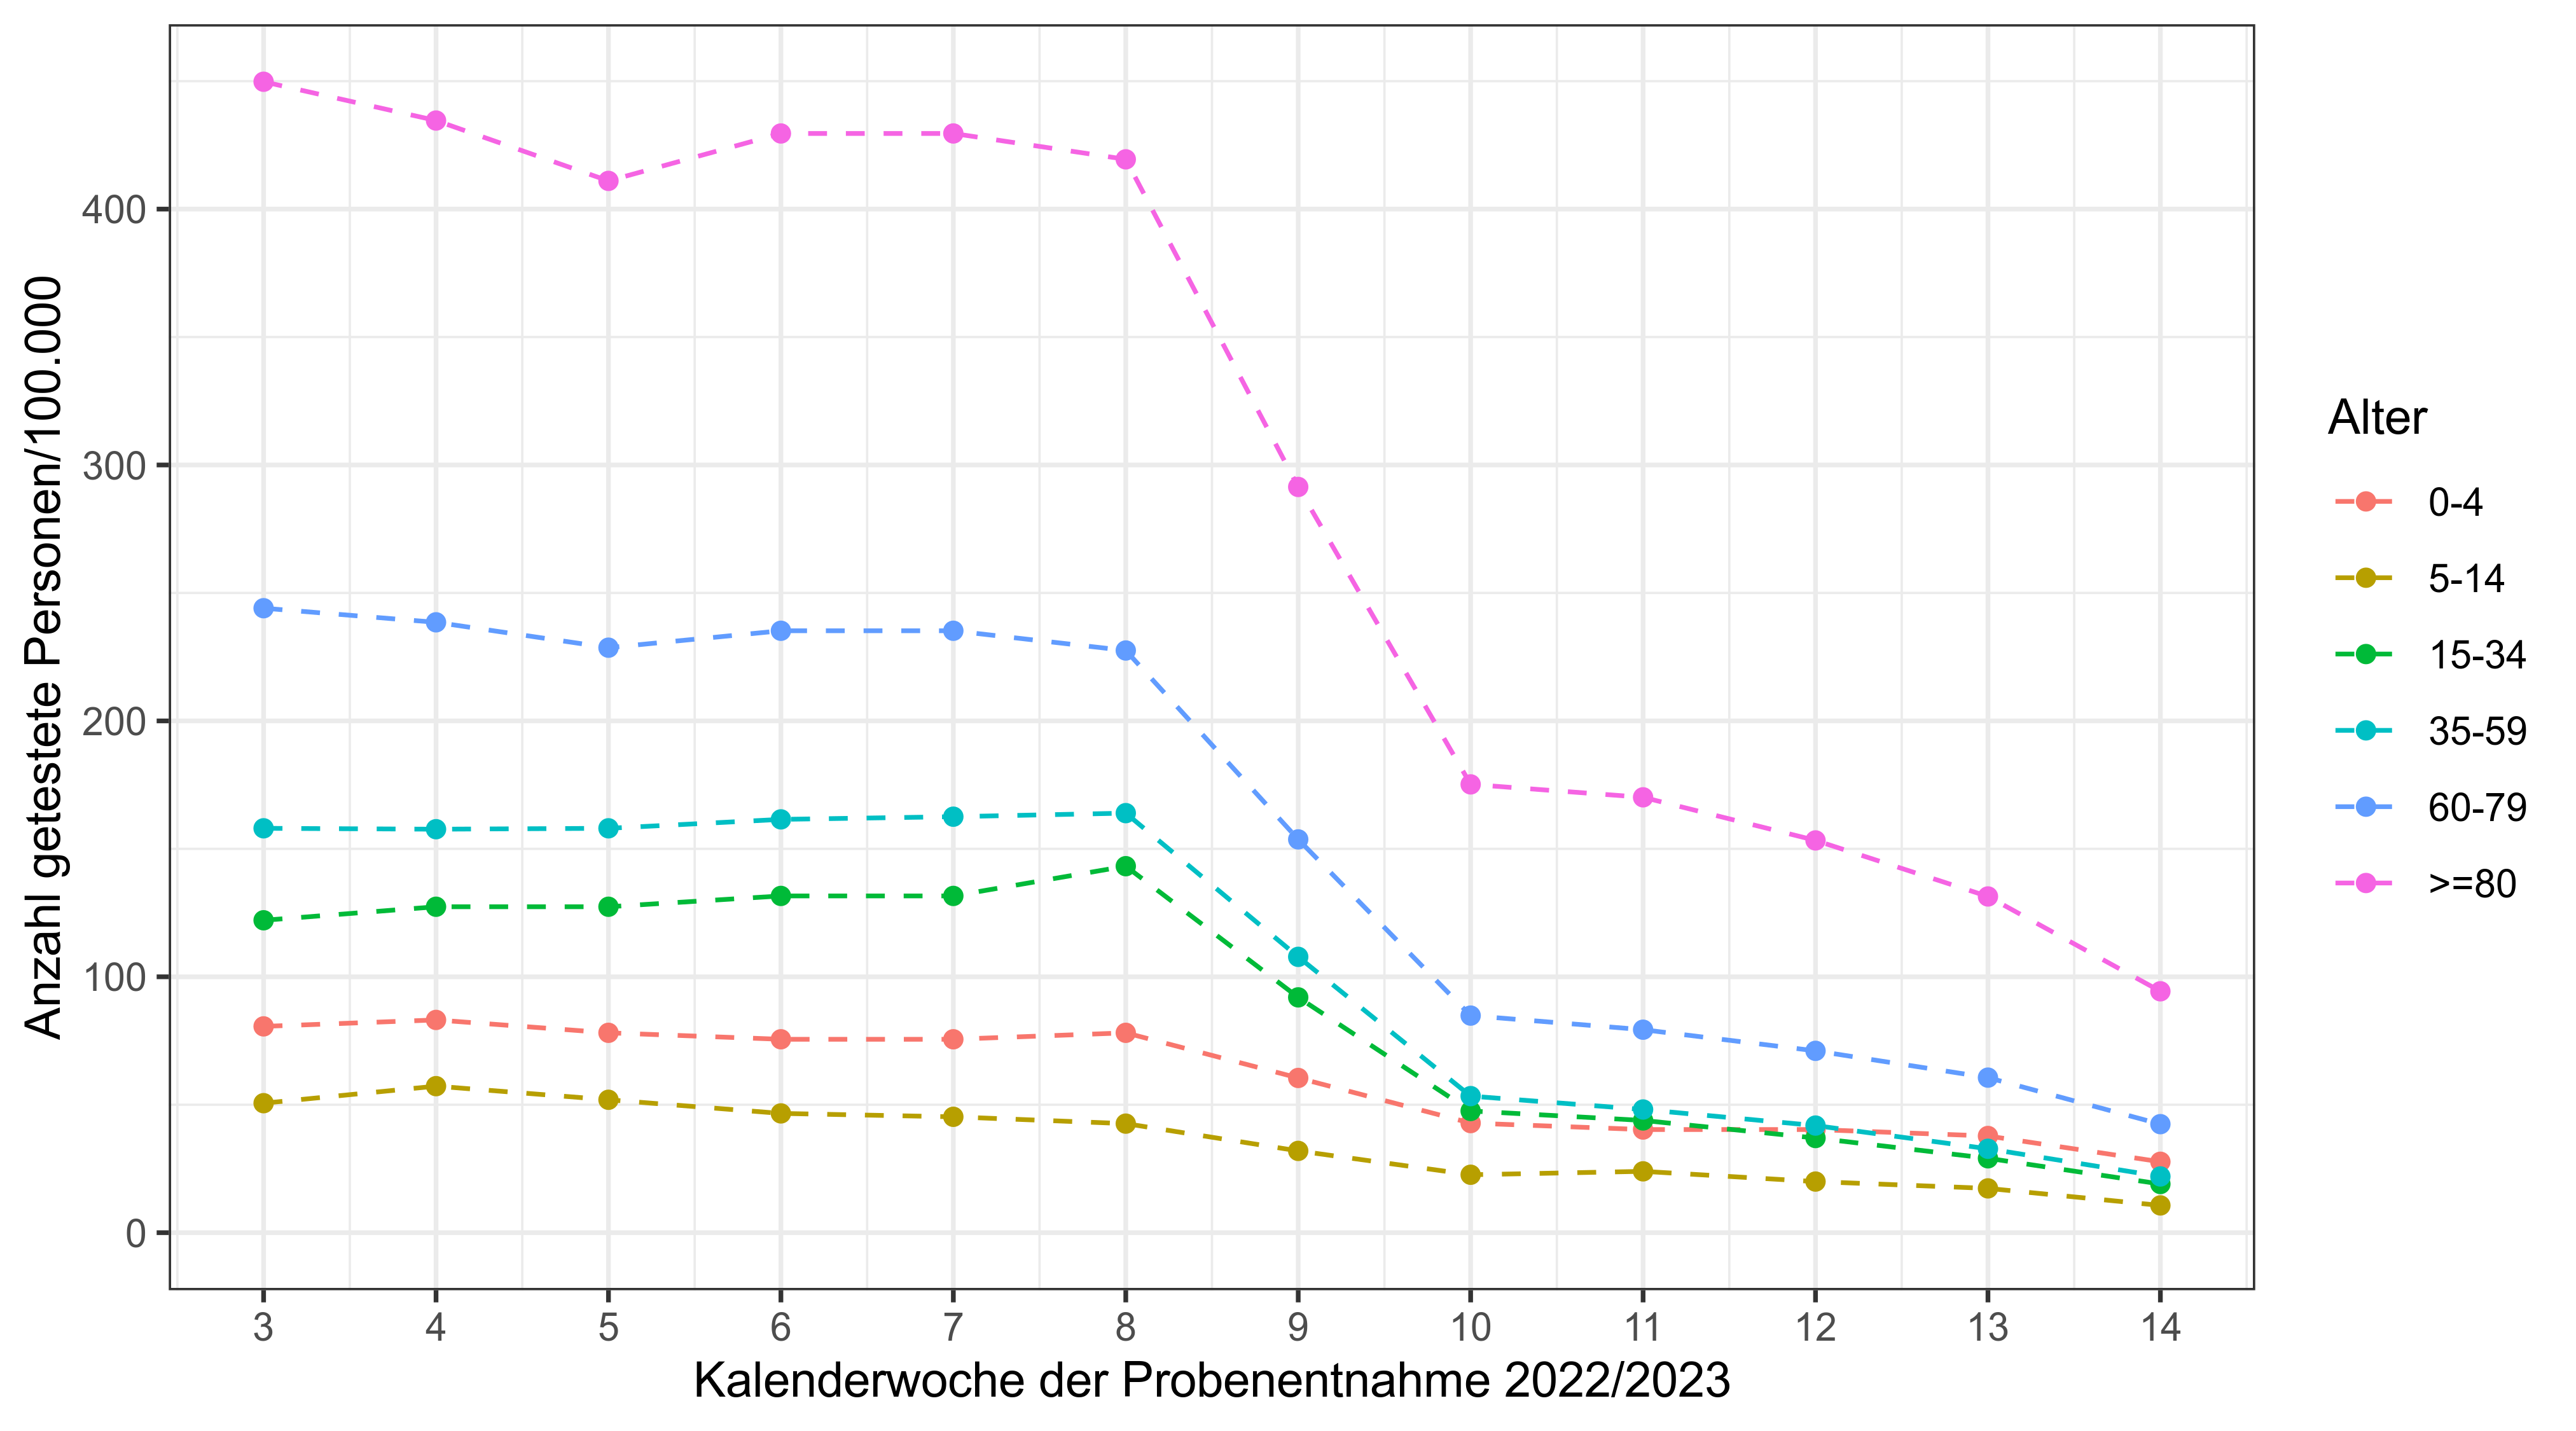 Anzahl getestete Personen/100.000
400
300
200
100
0
3 4 5 6 7 8 9 10 11 12 13 14
Kalenderwoche der Probenentnahme 2022/2023
Alter
0-4
5-14
15-34
35-59
60-79
>=80